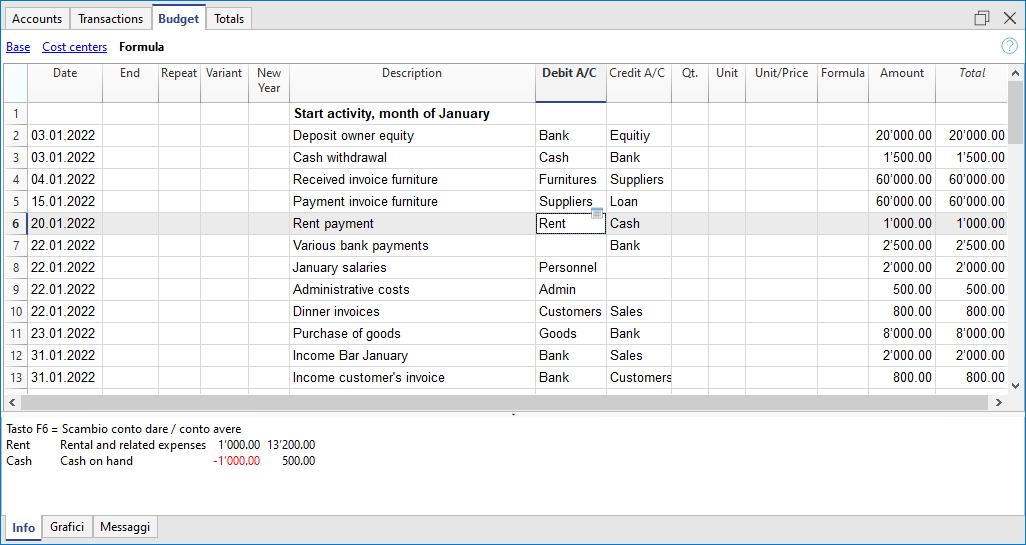 Accounts Transactions Budget Totals
Base Cost centers Formula
Date End Repeat Variant New Year Description Debit A/C Credit A/C Qt. Unit Unit/Price Formula Amount Total
1 Start activity, month of January
2 03.01.2022 Deposit owner equity Bank Equitiy 20'000.00 20'000.00
3 03.01.2022 Cash withdrawal Cash Bank 1'500.00 1'500.00
4 04.01.2022 Received invoice furniture Furnitures Suppliers 60'000.00 60'000.00
5 15.01.2022 Payment invoice furniture Suppliers Loan 60'000.00 60'000.00
6 20.01.2022 Rent payment Rent Cash 1'000.00 1'000.00
7 22.01.2022 Various bank payments Bank 2'500.00 2'500.00
8 22.01.2022 January salaries Personnel 2'000.00 2'000.00
9 22.01.2022 Administrative costs Admin 500.00 500.00
10 22.01.2022 Dinner invoices Customers Sales 800.00 800.00
11 23.01.2022 Purchase of goods Goods Bank 8'000.00 8'000.00
12 31.01.2022 Income Bar January Bank Sales 2'000.00 2'000.00
13 31.01.2022 Income customer's invoice Bank Customers 800.00 800.00
Tasto F6 = Scambio conto dare / conto avere
Rent Rental and related expenses 1'000.00 13'200.00
Cash Cash on hand -1'000.00 500.00
Info Grafici Messaggi